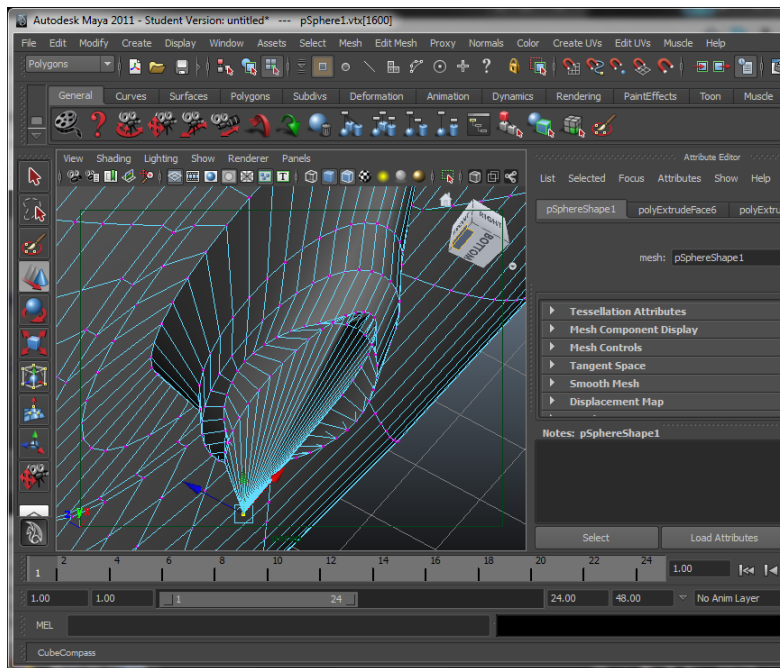 Autodesk Maya 2011 - Student Version: untitled* --- pSphere1.vtx[1600]
File Edit Modify Create Display Window Assets Select Mesh Edit Mesh Proxy Normals Color Create UVs Edit UVs Muscle Help
Polygons
General Curves Surfaces Polygons Subdivs Deformation Animation Dynamics Rendering PaintEffects Toon Muscle
View Shading Lighting Show Renderer Panels
Attribute Editor
List Selected Focus Attributes Show Help
pSphereShape1 polyExtrudeFace6 polyExtru
RIGHT
BOTTOM
mesh: pSphereShape1
Tessellation Attributes
Mesh Component Display
Mesh Controls
Tangent Space
Smooth Mesh
Displacement Map
Notes: pSphereShape1
Select Load Attributes
1 2 4 6 8 10 12 14 16 18 20 22 24 1.00
1.00 1.00 1 24 24.00 48.00 No Anim Layer
MEL
CubeCompass